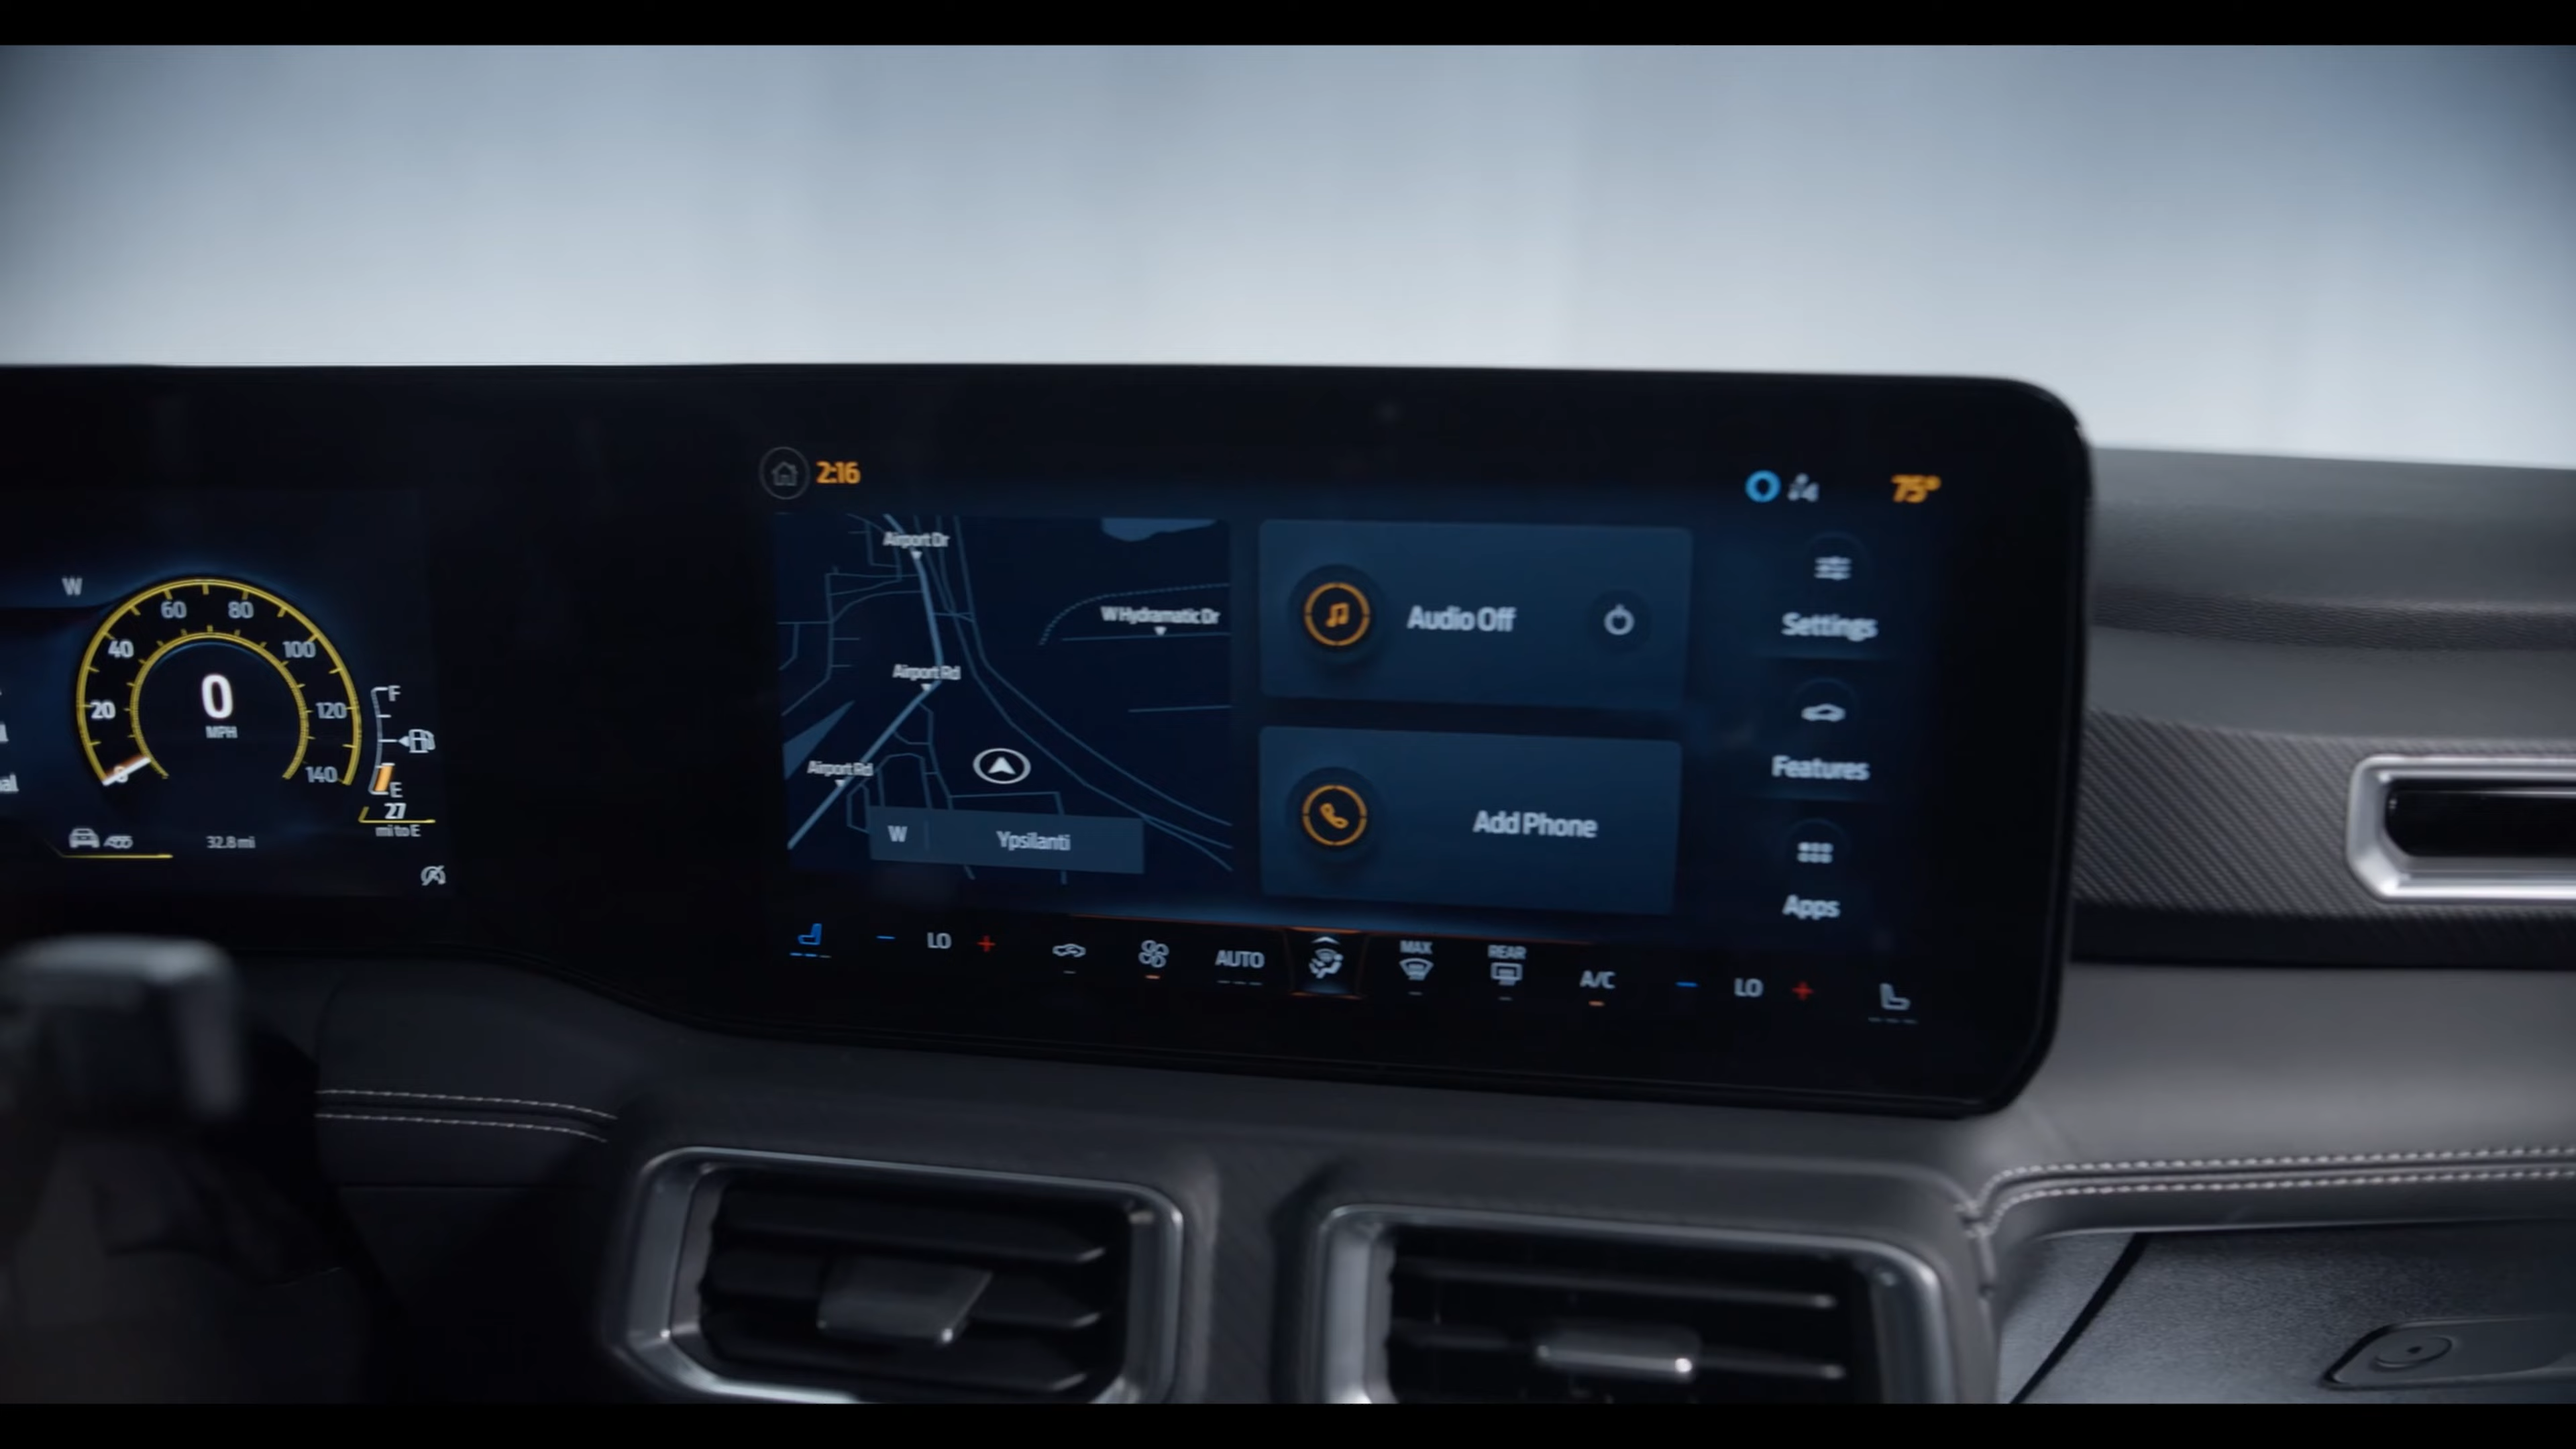 W
60 80
40 100
20 120
0 140
0
MPH
F
E
27
mi to E
32.8 mi
2:16
75°
Airport Dr
W Hydramatic Dr
Airport Rd
Airport Rd
W Ypsilanti
Audio Off
Add Phone
Settings
Features
Apps
LO AUTO MAX REAR A/C LO